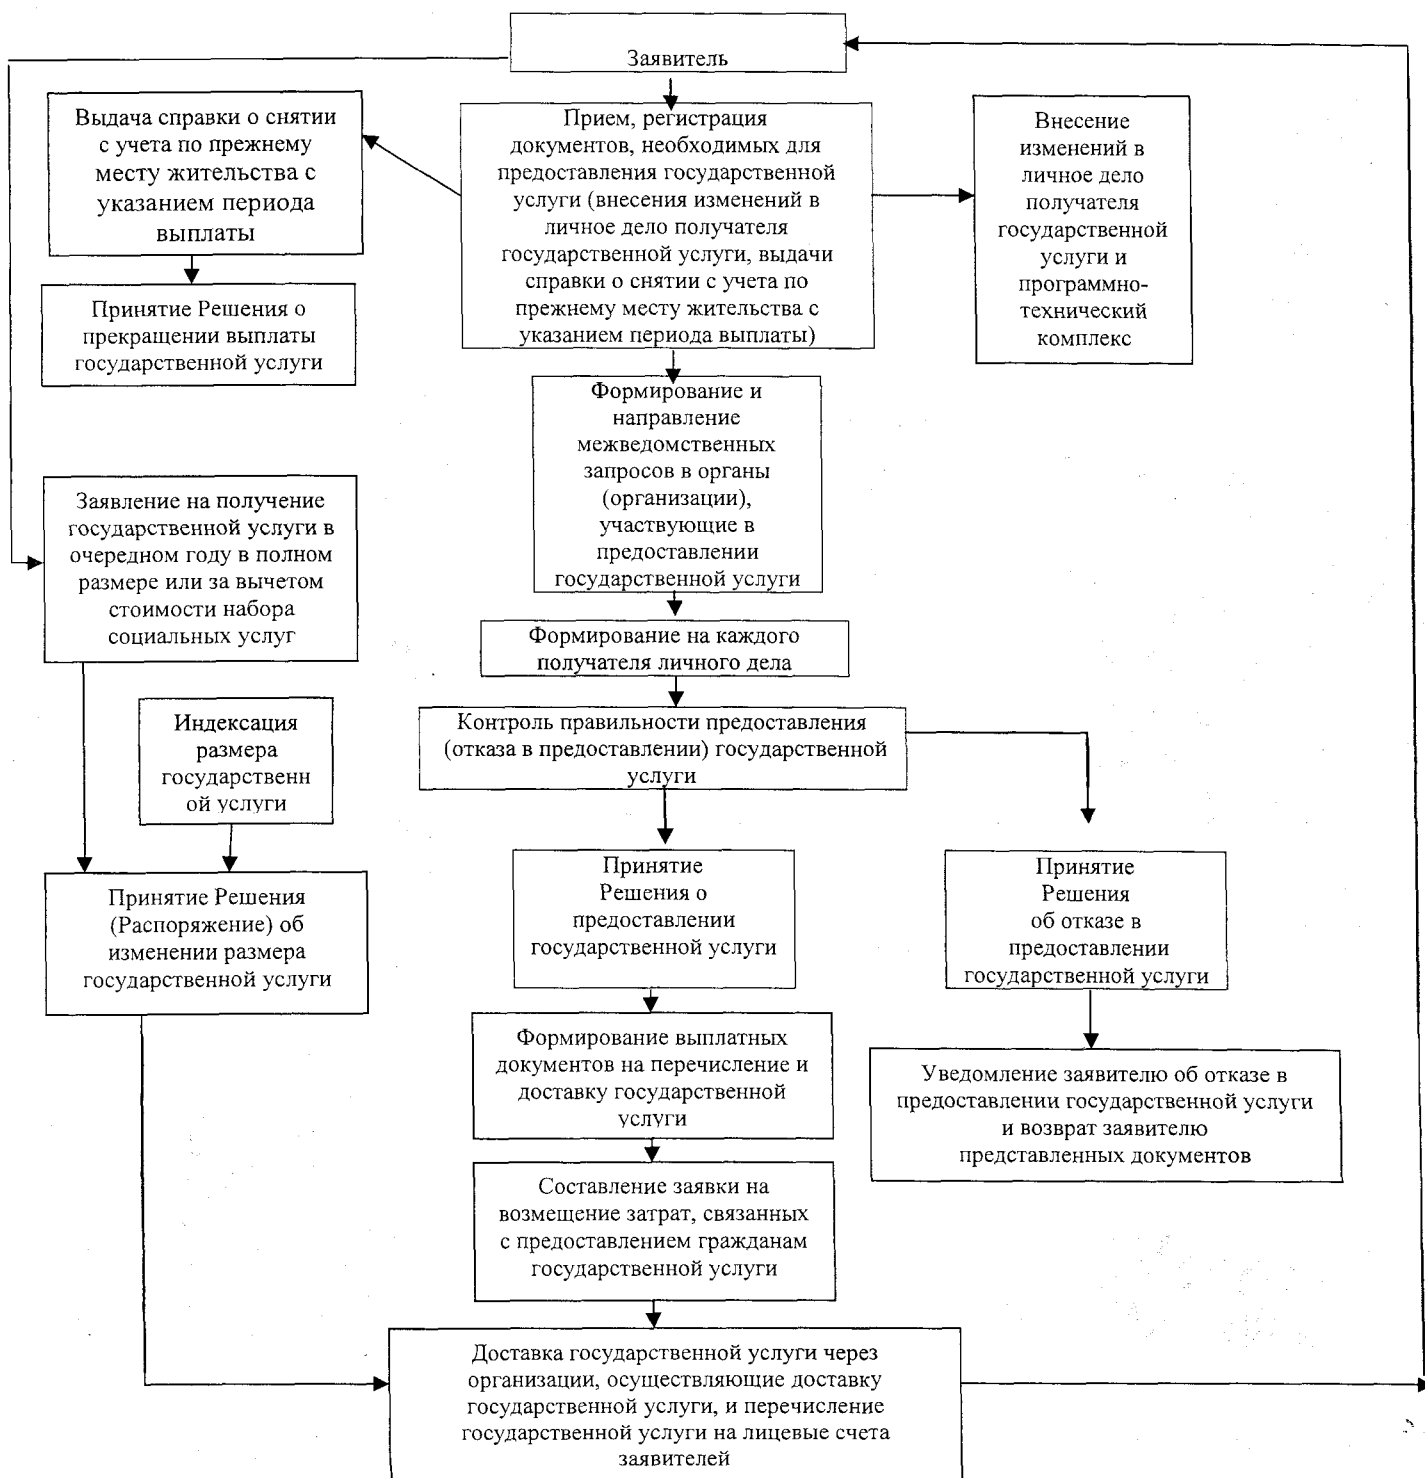 Заявитель
Выдача справки о снятии
с учета по прежнему
месту жительства с
указанием периода
выплаты
Прием, регистрация
документов, необходимых для
предоставления государственной
услуги (внесения изменений в
личное дело получателя
государственной услуги, выдачи
справки о снятии с учета по
прежнему месту жительства с
указанием периода выплаты)
Внесение
изменений в
личное дело
получателя
государственной
услуги и
программно-
технический
комплекс
Принятие Решения о
прекращении выплаты
государственной услуги
Формирование и
направление
межведомственных
запросов в органы
(организации),
участвующие в
предоставлении
государственной услуги
Заявление на получение
государственной услуги в
очередном году в полном
размере или за вычетом
стоимости набора
социальных услуг
Формирование на каждого
получателя личного дела
Индексация
размера
государственн
ой услуги
Контроль правильности предоставления
(отказа в предоставлении) государственной
услуги
Принятие Решения
(Распоряжение) об
изменении размера
государственной услуги
Принятие
Решения о
предоставлении
государственной услуги
Принятие
Решения
об отказе в
предоставлении
государственной услуги
Формирование выплатных
документов на перечисление и
доставку государственной
услуги
Уведомление заявителю об отказе в
предоставлении государственной услуги
и возврат заявителю
представленных документов
Составление заявки на
возмещение затрат, связанных
с предоставлением гражданам
государственной услуги
Доставка государственной услуги через
организации, осуществляющие доставку
государственной услуги, и перечисление
государственной услуги на лицевые счета
заявителей